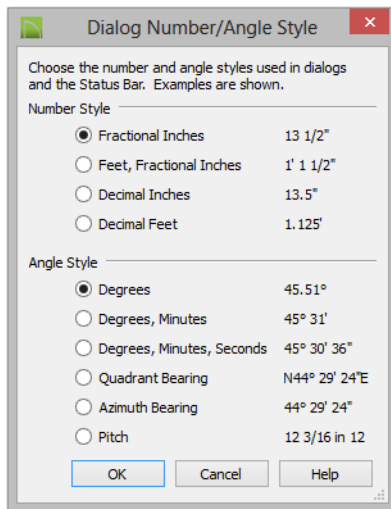 Dialog Number/Angle Style
Choose the number and angle styles used in dialogs
and the Status Bar. Examples are shown.
Number Style
Fractional Inches 13 1/2"
Feet, Fractional Inches 1' 1 1/2"
Decimal Inches 13.5"
Decimal Feet 1.125'
Angle Style
Degrees 45.51°
Degrees, Minutes 45° 31'
Degrees, Minutes, Seconds 45° 30' 36"
Quadrant Bearing N44° 29' 24"E
Azimuth Bearing 44° 29' 24"
Pitch 12 3/16 in 12
OK Cancel Help